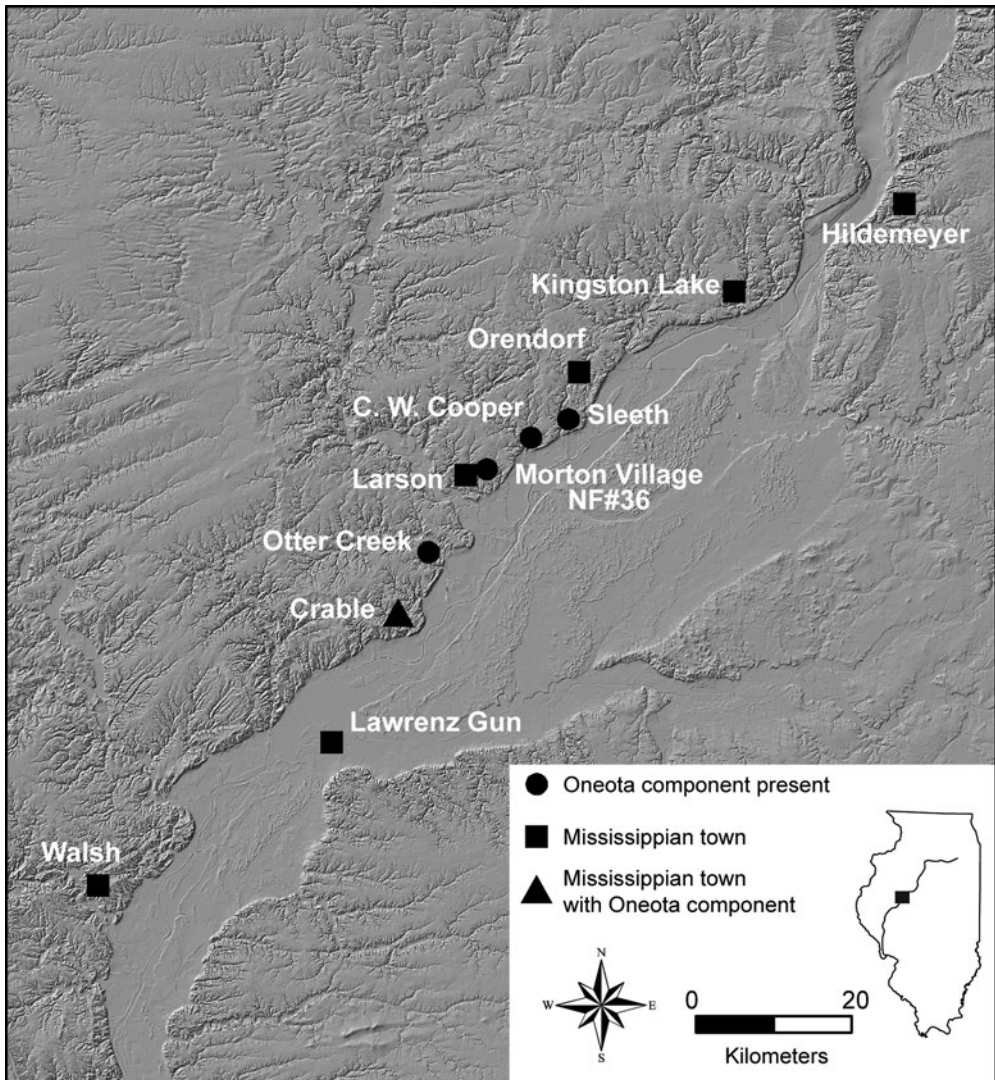 Hildemeyer
Kingston Lake
Orendorf
C. W. Cooper
Sleeth
Larson
Morton Village
NF#36
Otter Creek
Crable
Lawrenz Gun
Walsh
Oneota component present
Mississippian town
Mississippian town
with Oneota component
N
W
E
S
0
20
Kilometers